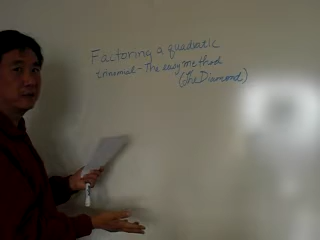 Factoring a quadratic
trinomial - The easy method
(The Diamond)